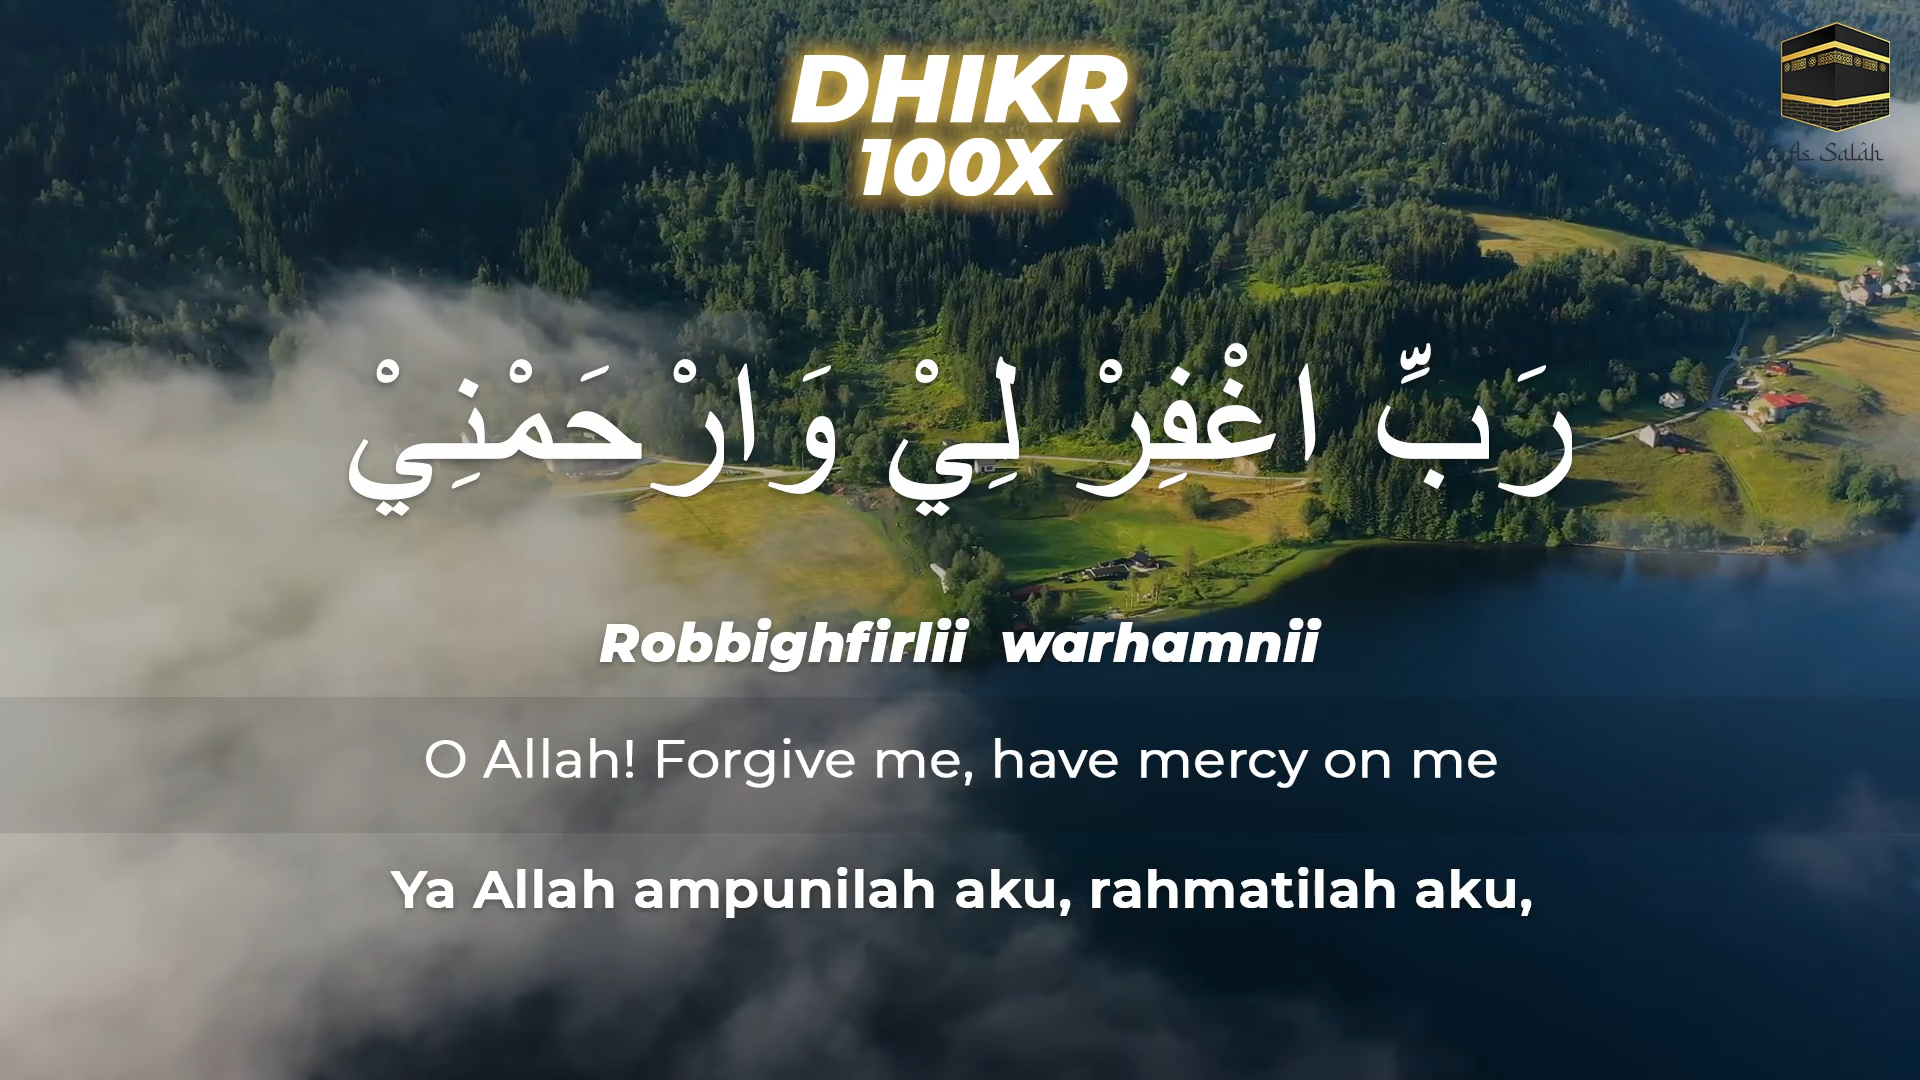 DHIKR
100X
As Salâh
رَبِّ اغْفِرْ لِيْ وَارْحَمْنِيْ
Robbighfirlii warhamnii
O Allah! Forgive me, have mercy on me
Ya Allah ampunilah aku, rahmatilah aku,